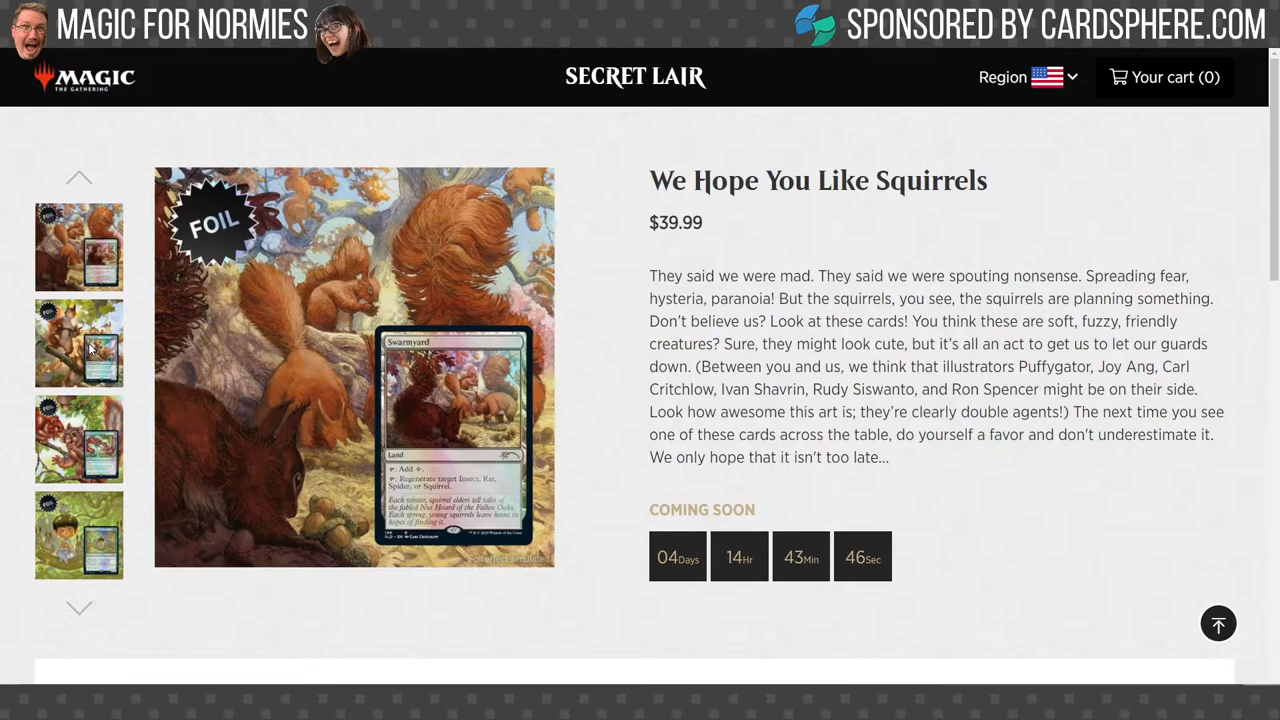 MAGIC FOR NORMIES
SPONSORED BY CARDSPHERE.COM
MAGIC
THE GATHERING
SECRET LAIR
Region
Your cart (0)
FOIL
FOIL
FOIL
FOIL
FOIL
Swarmyard
Land
: Add
: Regenerate target Insect, Rat,
Spider, or Squirrel.
Each winter, squirrel elders tell tales of
the fabled Nut Hoard of the Fallen Oaks.
Each spring, young squirrels leave home in
hopes of finding it.
Foil effect simulated
We Hope You Like Squirrels
$39.99
They said we were mad. They said we were spouting nonsense. Spreading fear,
hysteria, paranoia! But the squirrels, you see, the squirrels are planning something.
Don't believe us? Look at these cards! You think these are soft, fuzzy, friendly
creatures? Sure, they might look cute, but it's all an act to get us to let our guards
down. (Between you and us, we think that illustrators Puffygator, Joy Ang, Carl
Critchlow, Ivan Shavrin, Rudy Siswanto, and Ron Spencer might be on their side.
Look how awesome this art is; they're clearly double agents!) The next time you see
one of these cards across the table, do yourself a favor and don't underestimate it.
We only hope that it isn't too late...
COMING SOON
04Days 14Hr 43Min 46Sec